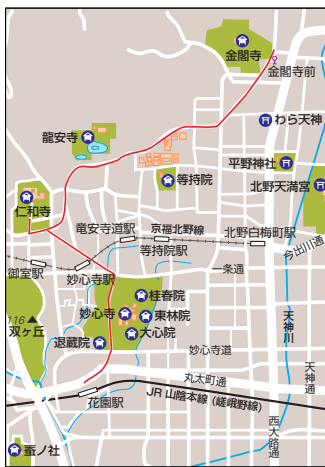 金閣寺
金閣寺前
わら天神
龍安寺
平野神社
等持院
北野天満宮
仁和寺
竜安寺道駅
京福北野線
北野白梅町駅
等持院駅
今出川通
御室駅
妙心寺駅
一条通
桂春院
116
双ヶ丘
妙心寺
東林院
大心院
天神川
退蔵院
妙心寺道
丸太町通
花園駅
JR 山陰本線（嵯峨野線）
西大路通
蚕ノ社